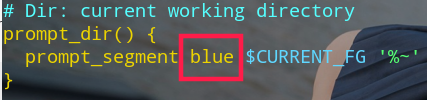 # Dir: current working directory
prompt_dir() {
  prompt_segment blue $CURRENT_FG '%~'
}